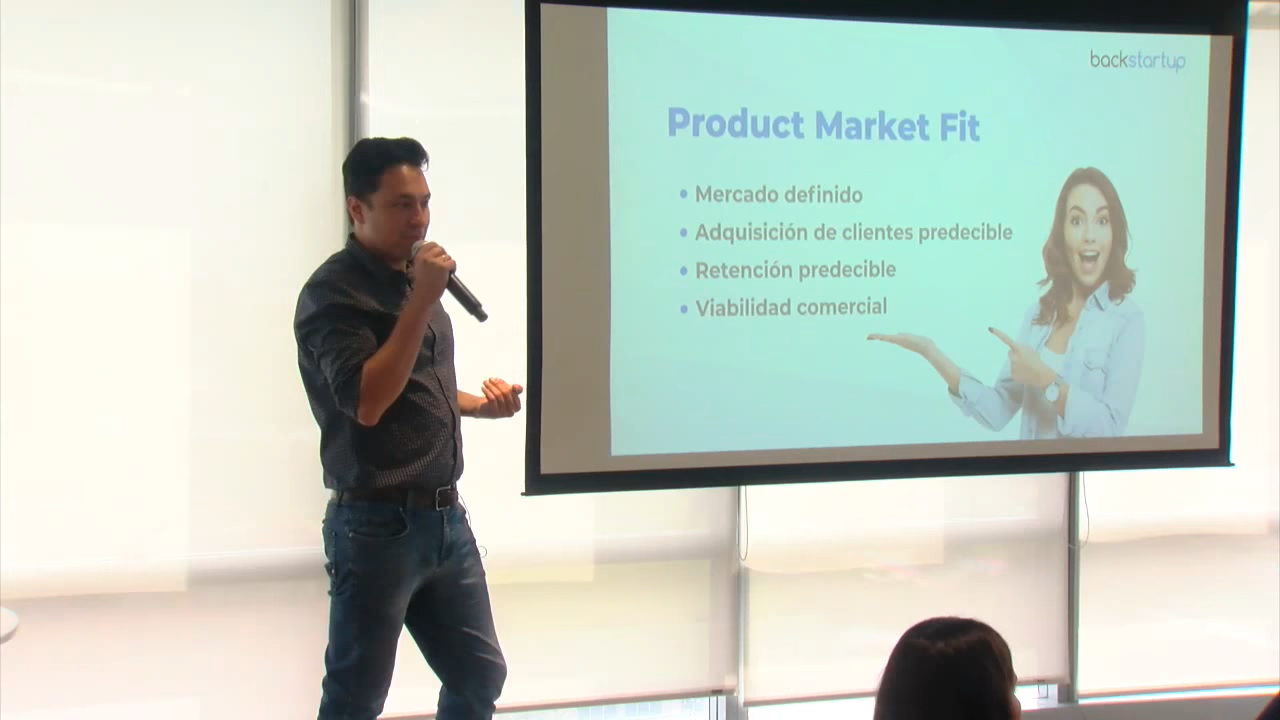 backstartup
Product Market Fit
• Mercado definido
• Adquisición de clientes predecible
• Retención predecible
• Viabilidad comercial